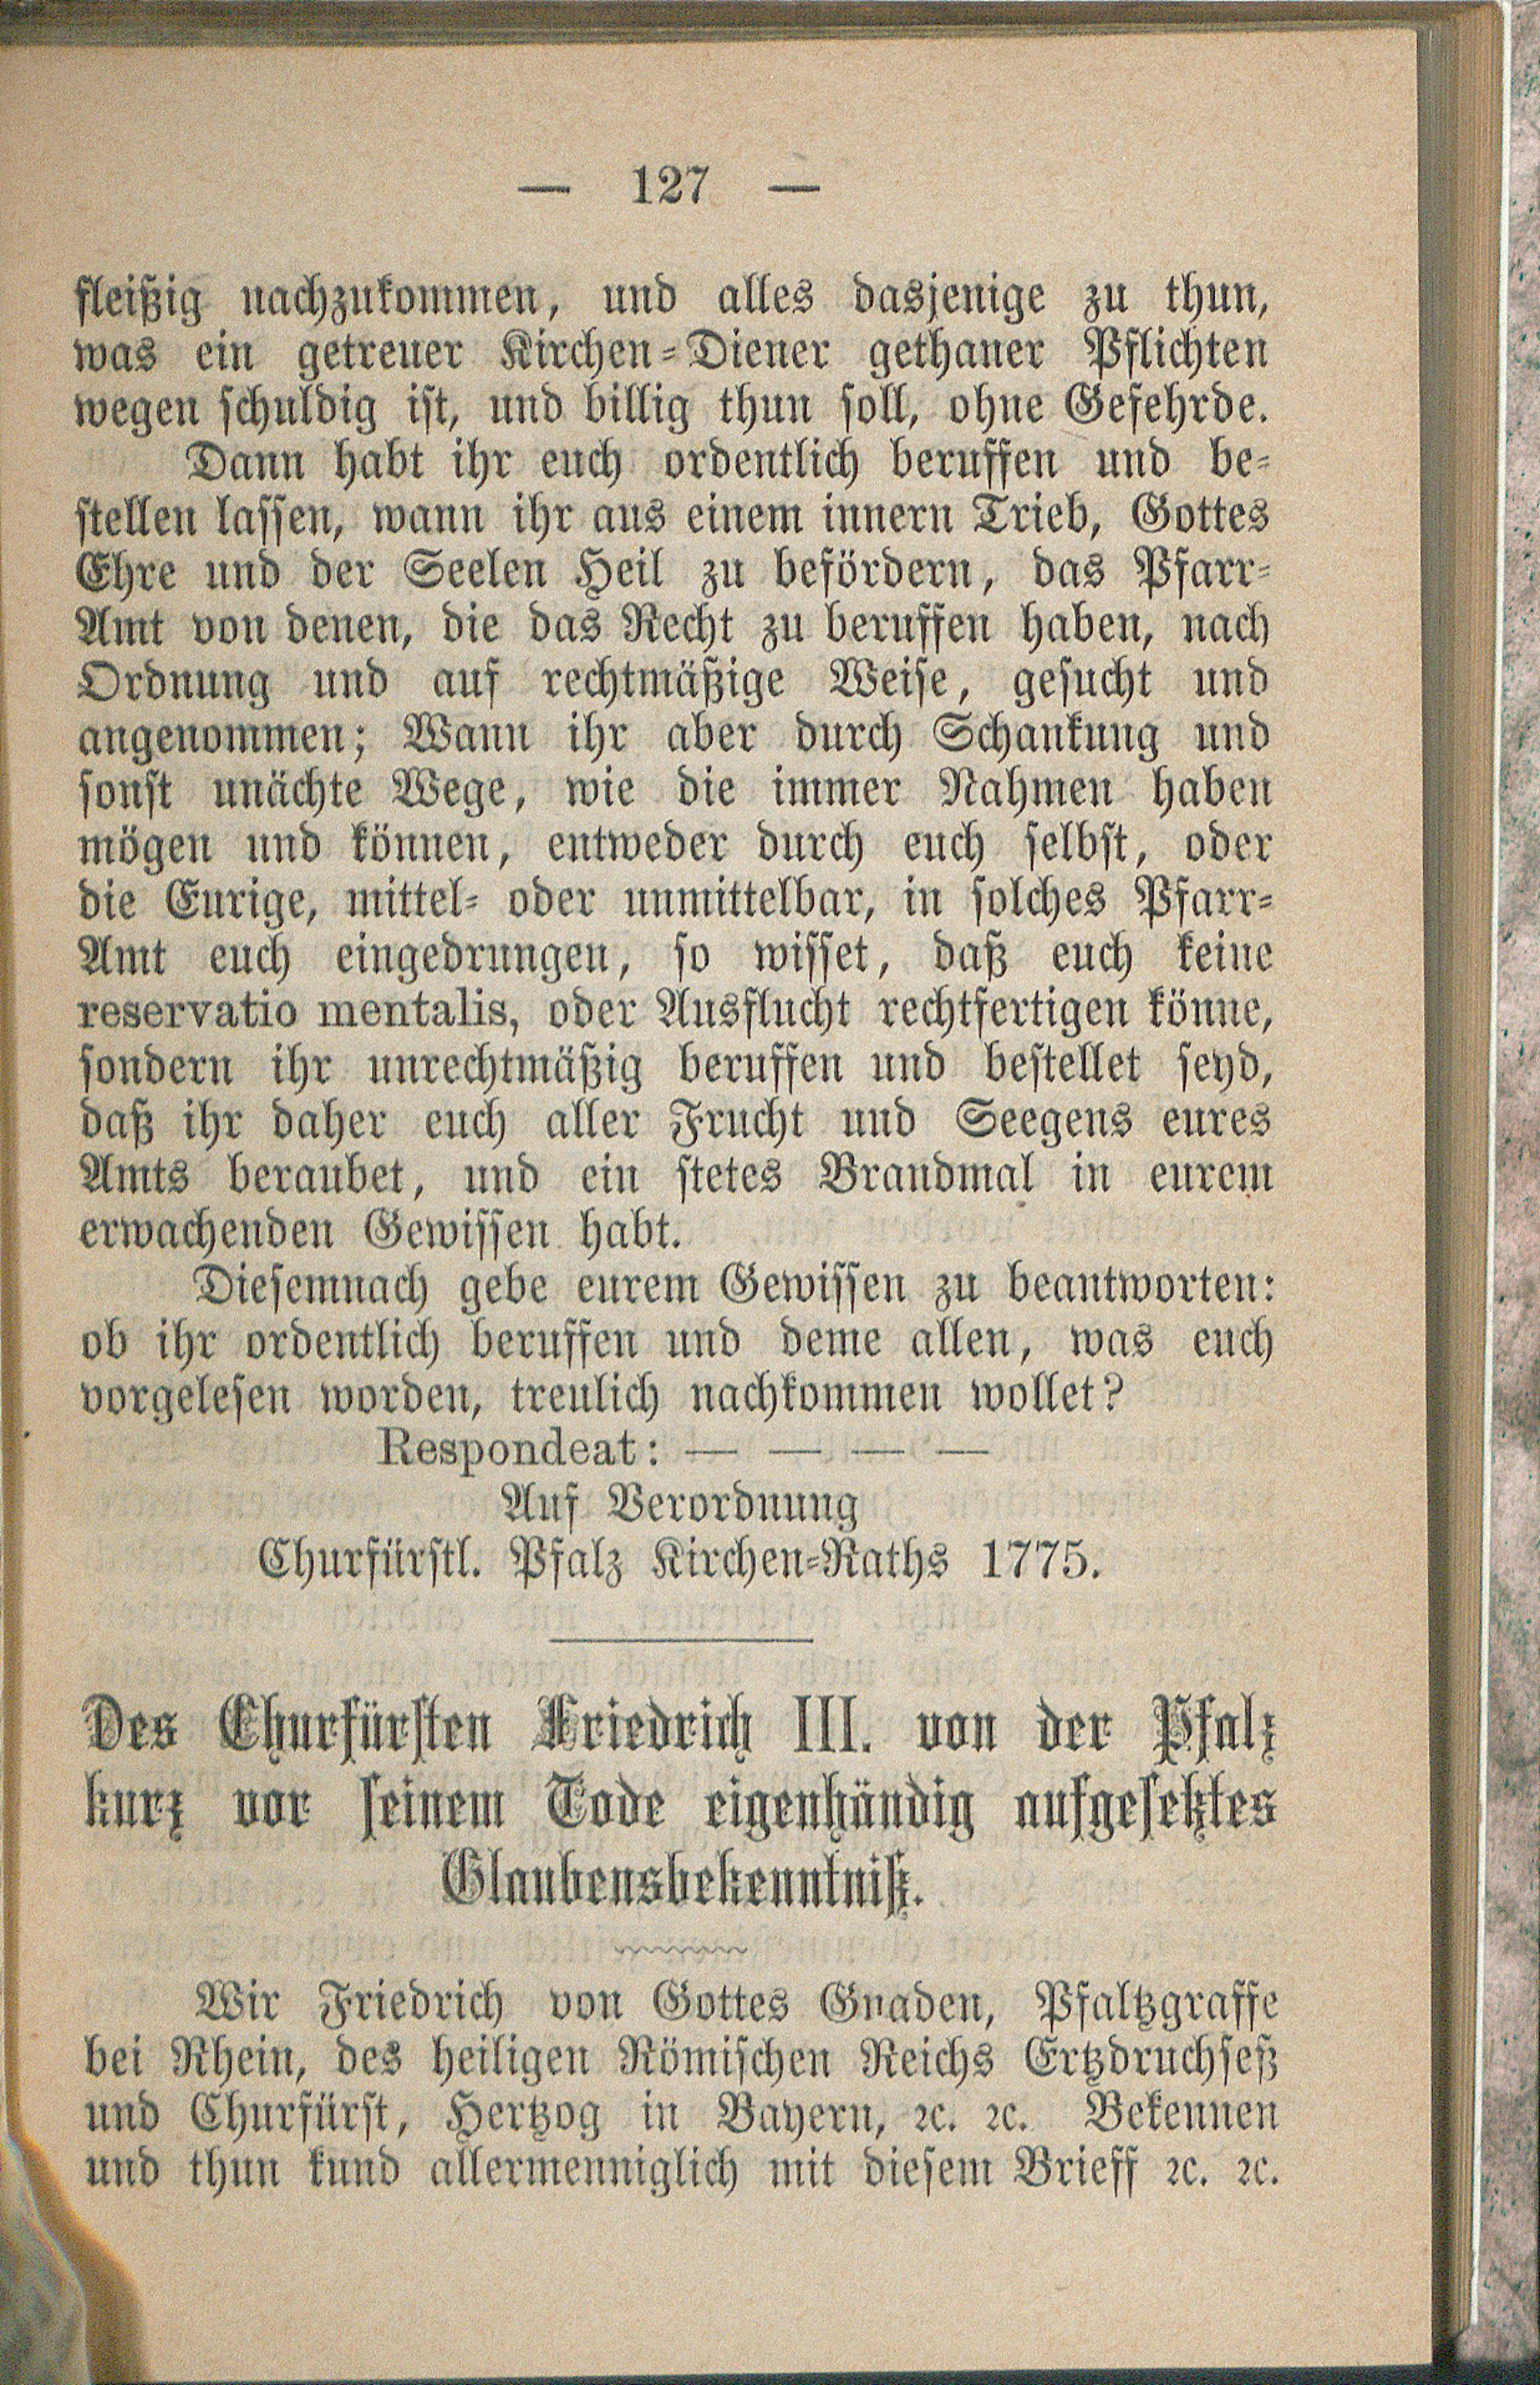 — 127 —
fleißig nachzukommen, und alles dasjenige zu thun,
was ein getreuer Kirchen-Diener gethaner Pflichten
wegen schuldig ist, und billig thun soll, ohne Gefehrde.
Dann habt ihr euch ordentlich beruffen und be-
stellen lassen, wann ihr aus einem innern Trieb, Gottes
Ehre und der Seelen Heil zu befördern, das Pfarr-
Amt von denen, die das Recht zu beruffen haben, nach
Ordnung und auf rechtmäßige Weise, gesucht und
angenommen; Wann ihr aber durch Schankung und
sonst unächte Wege, wie die immer Nahmen haben
mögen und können, entweder durch euch selbst, oder
die Eurige, mittel- oder unmittelbar, in solches Pfarr-
Amt euch eingedrungen, so wisset, daß euch keine
reservatio mentalis, oder Ausflucht rechtfertigen könne,
sondern ihr unrechtmäßig beruffen und bestellet seyd,
daß ihr daher euch aller Frucht und Seegens eures
Amts beraubet, und ein stetes Brandmal in eurem
erwachenden Gewissen habt.
Diesemnach gebe eurem Gewissen zu beantworten:
ob ihr ordentlich beruffen und deme allen, was euch
vorgelesen worden, treulich nachkommen wollet?
Respondeat: — — — —
Auf Verordnung
Churfürstl. Pfalz Kirchen-Raths 1775.
Des Churfürsten Friedrich III. von der Pfalz
kurz vor seinem Tode eigenhändig aufgesetztes
Glaubensbekenntniß.
Wir Friedrich von Gottes Gnaden, Pfaltzgraffe
bei Rhein, des heiligen Römischen Reichs Ertzdruchseß
und Churfürst, Hertzog in Bayern, ꝛc. ꝛc. Bekennen
und thun kund allermenniglich mit diesem Brieff ꝛc. ꝛc.